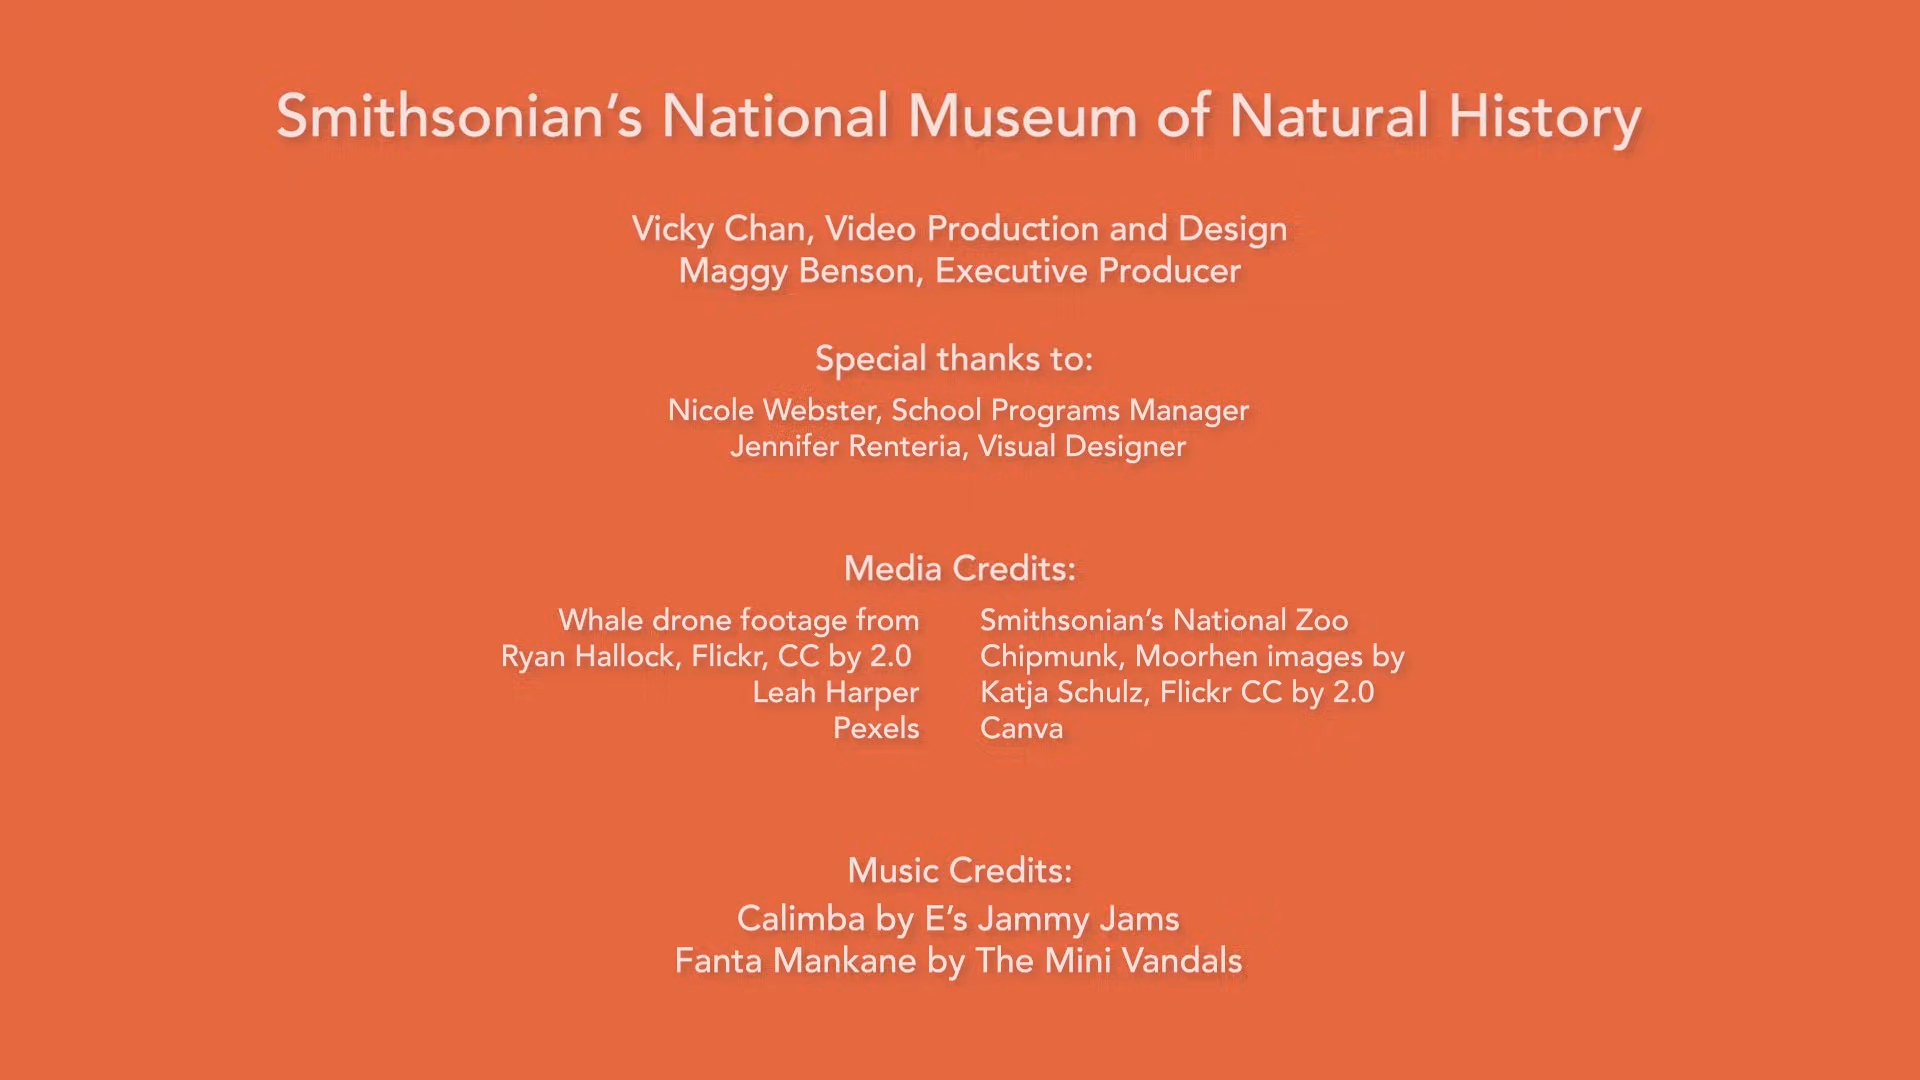 Smithsonian’s National Museum of Natural History
Vicky Chan, Video Production and Design
Maggy Benson, Executive Producer
Special thanks to:
Nicole Webster, School Programs Manager
Jennifer Renteria, Visual Designer
Media Credits:
Whale drone footage from
Ryan Hallock, Flickr, CC by 2.0
Leah Harper
Pexels
Smithsonian’s National Zoo
Chipmunk, Moorhen images by
Katja Schulz, Flickr CC by 2.0
Canva
Music Credits:
Calimba by E’s Jammy Jams
Fanta Mankane by The Mini Vandals